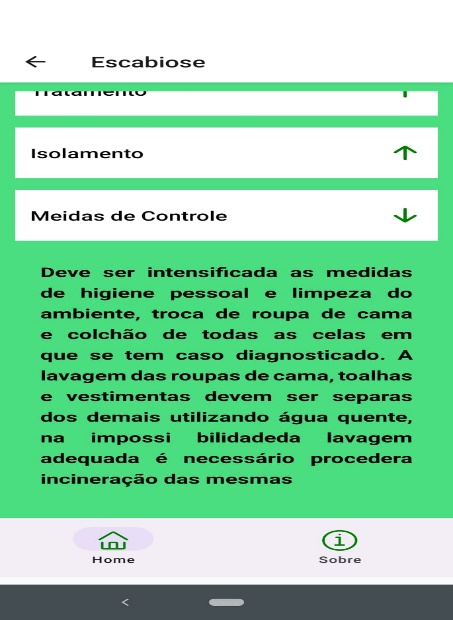 Escabiose
Tratamento
Isolamento
Meidas de Controle
Deve ser intensificada as medidas
de higiene pessoal e limpeza do
ambiente, troca de roupa de cama
e colchão de todas as celas em
que se tem caso diagnosticado. A
lavagem das roupas de cama, toalhas
e vestimentas devem ser separas
dos demais utilizando água quente,
na impossi bilidadeda lavagem
adequada é necessário procedera
incineração das mesmas
Home
Sobre